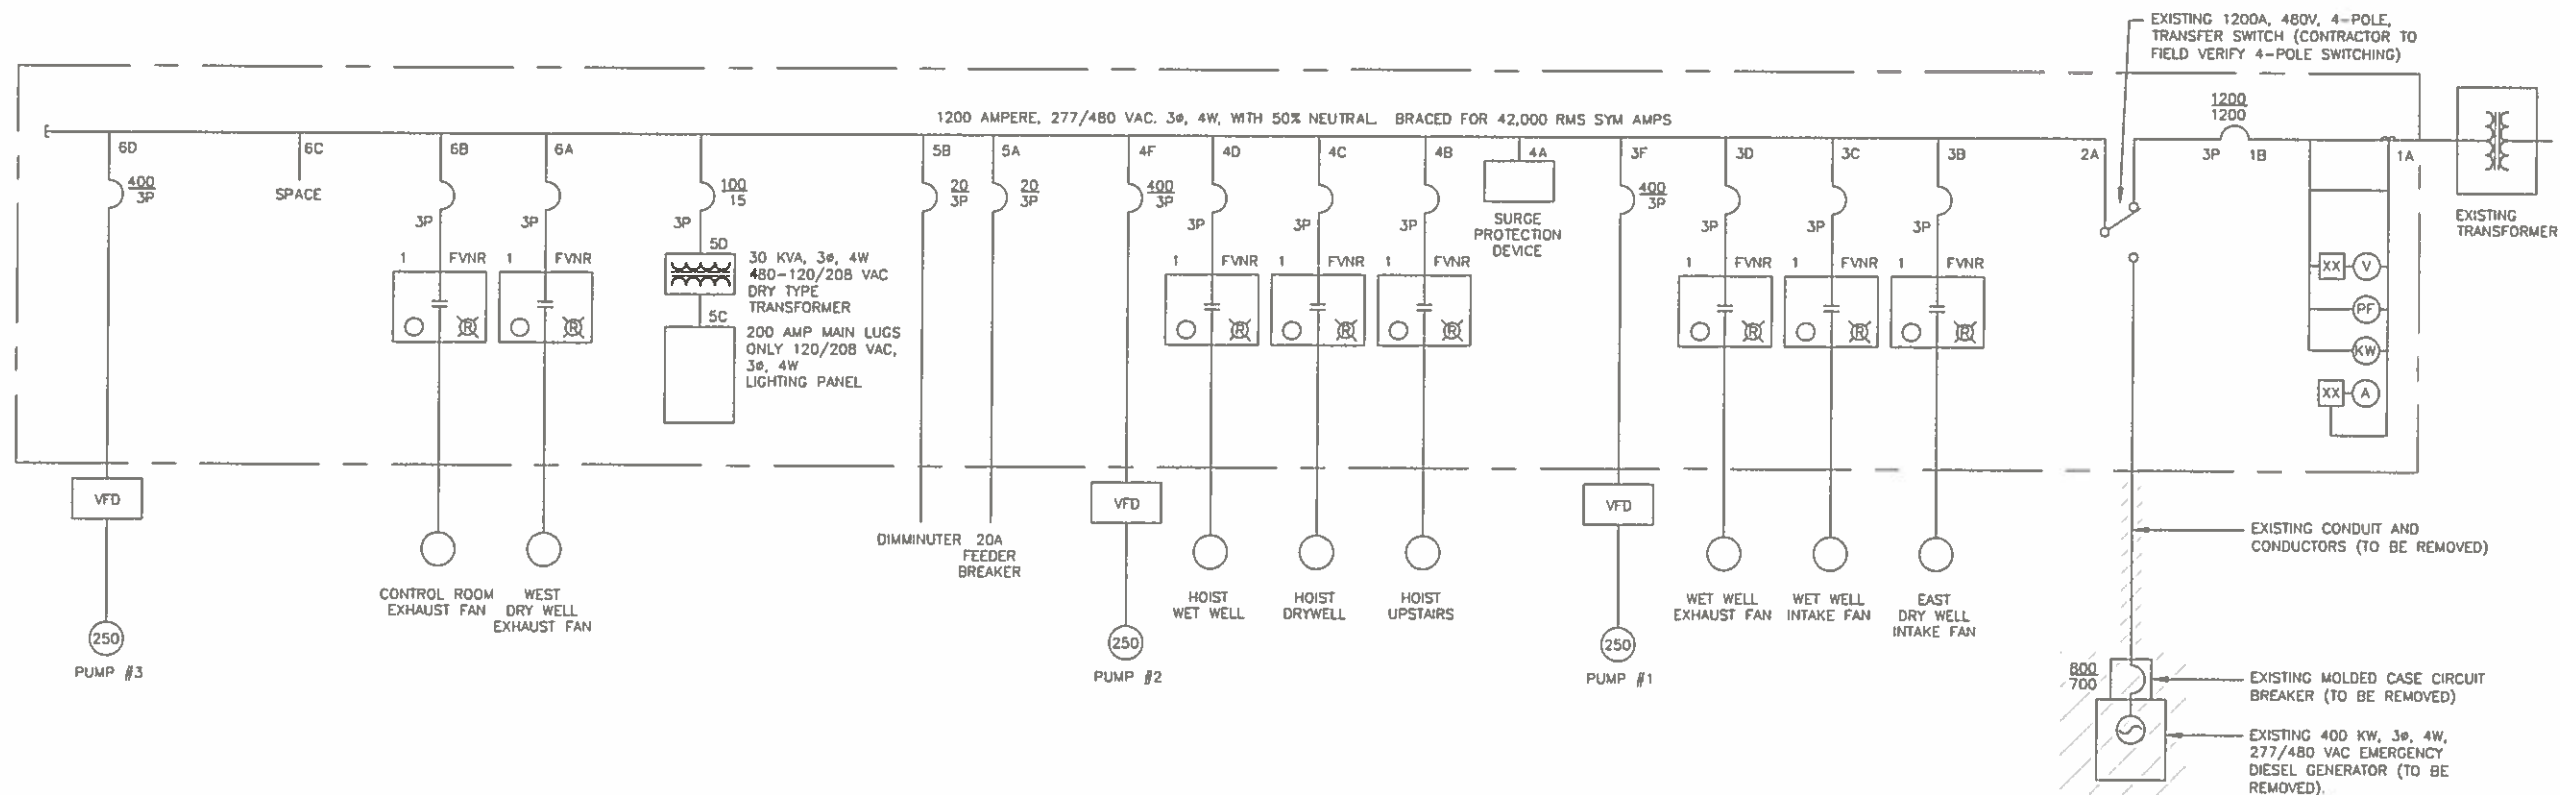 EXISTING 1200A, 480V, 4-POLE,
TRANSFER SWITCH (CONTRACTOR TO
FIELD VERIFY 4-POLE SWITCHING)
1200 AMPERE, 277/480 VAC. 3ø, 4W, WITH 50% NEUTRAL. BRACED FOR 42,000 RMS SYM AMPS
1200
1200
3P 1B
1A
2A
EXISTING
TRANSFORMER
6D
400
3P
6C
SPACE
6B
3P
1 FVNR
R
6A
3P
1 FVNR
R
100
15
3P
5D
30 KVA, 3ø, 4W
480-120/208 VAC
DRY TYPE
TRANSFORMER
5C
200 AMP MAIN LUGS
ONLY 120/208 VAC,
3ø, 4W
LIGHTING PANEL
5B
20
3P
5A
20
3P
4F
400
3P
4D
3P
1 FVNR
R
4C
3P
1 FVNR
R
4B
3P
1 FVNR
R
4A
SURGE
PROTECTION
DEVICE
3F
400
3P
3D
3P
1 FVNR
R
3C
3P
1 FVNR
R
3B
3P
1 FVNR
R
XX V
PF
KW
XX A
VFD
VFD
VFD
DIMMINUTER
20A
FEEDER
BREAKER
CONTROL ROOM
EXHAUST FAN
WEST
DRY WELL
EXHAUST FAN
HOIST
WET WELL
HOIST
DRYWELL
HOIST
UPSTAIRS
WET WELL
EXHAUST FAN
WET WELL
INTAKE FAN
EAST
DRY WELL
INTAKE FAN
250
PUMP #3
250
PUMP #2
250
PUMP #1
EXISTING CONDUIT AND
CONDUCTORS (TO BE REMOVED)
800
700
EXISTING MOLDED CASE CIRCUIT
BREAKER (TO BE REMOVED)
EXISTING 400 KW, 3ø, 4W,
277/480 VAC EMERGENCY
DIESEL GENERATOR (TO BE
REMOVED).